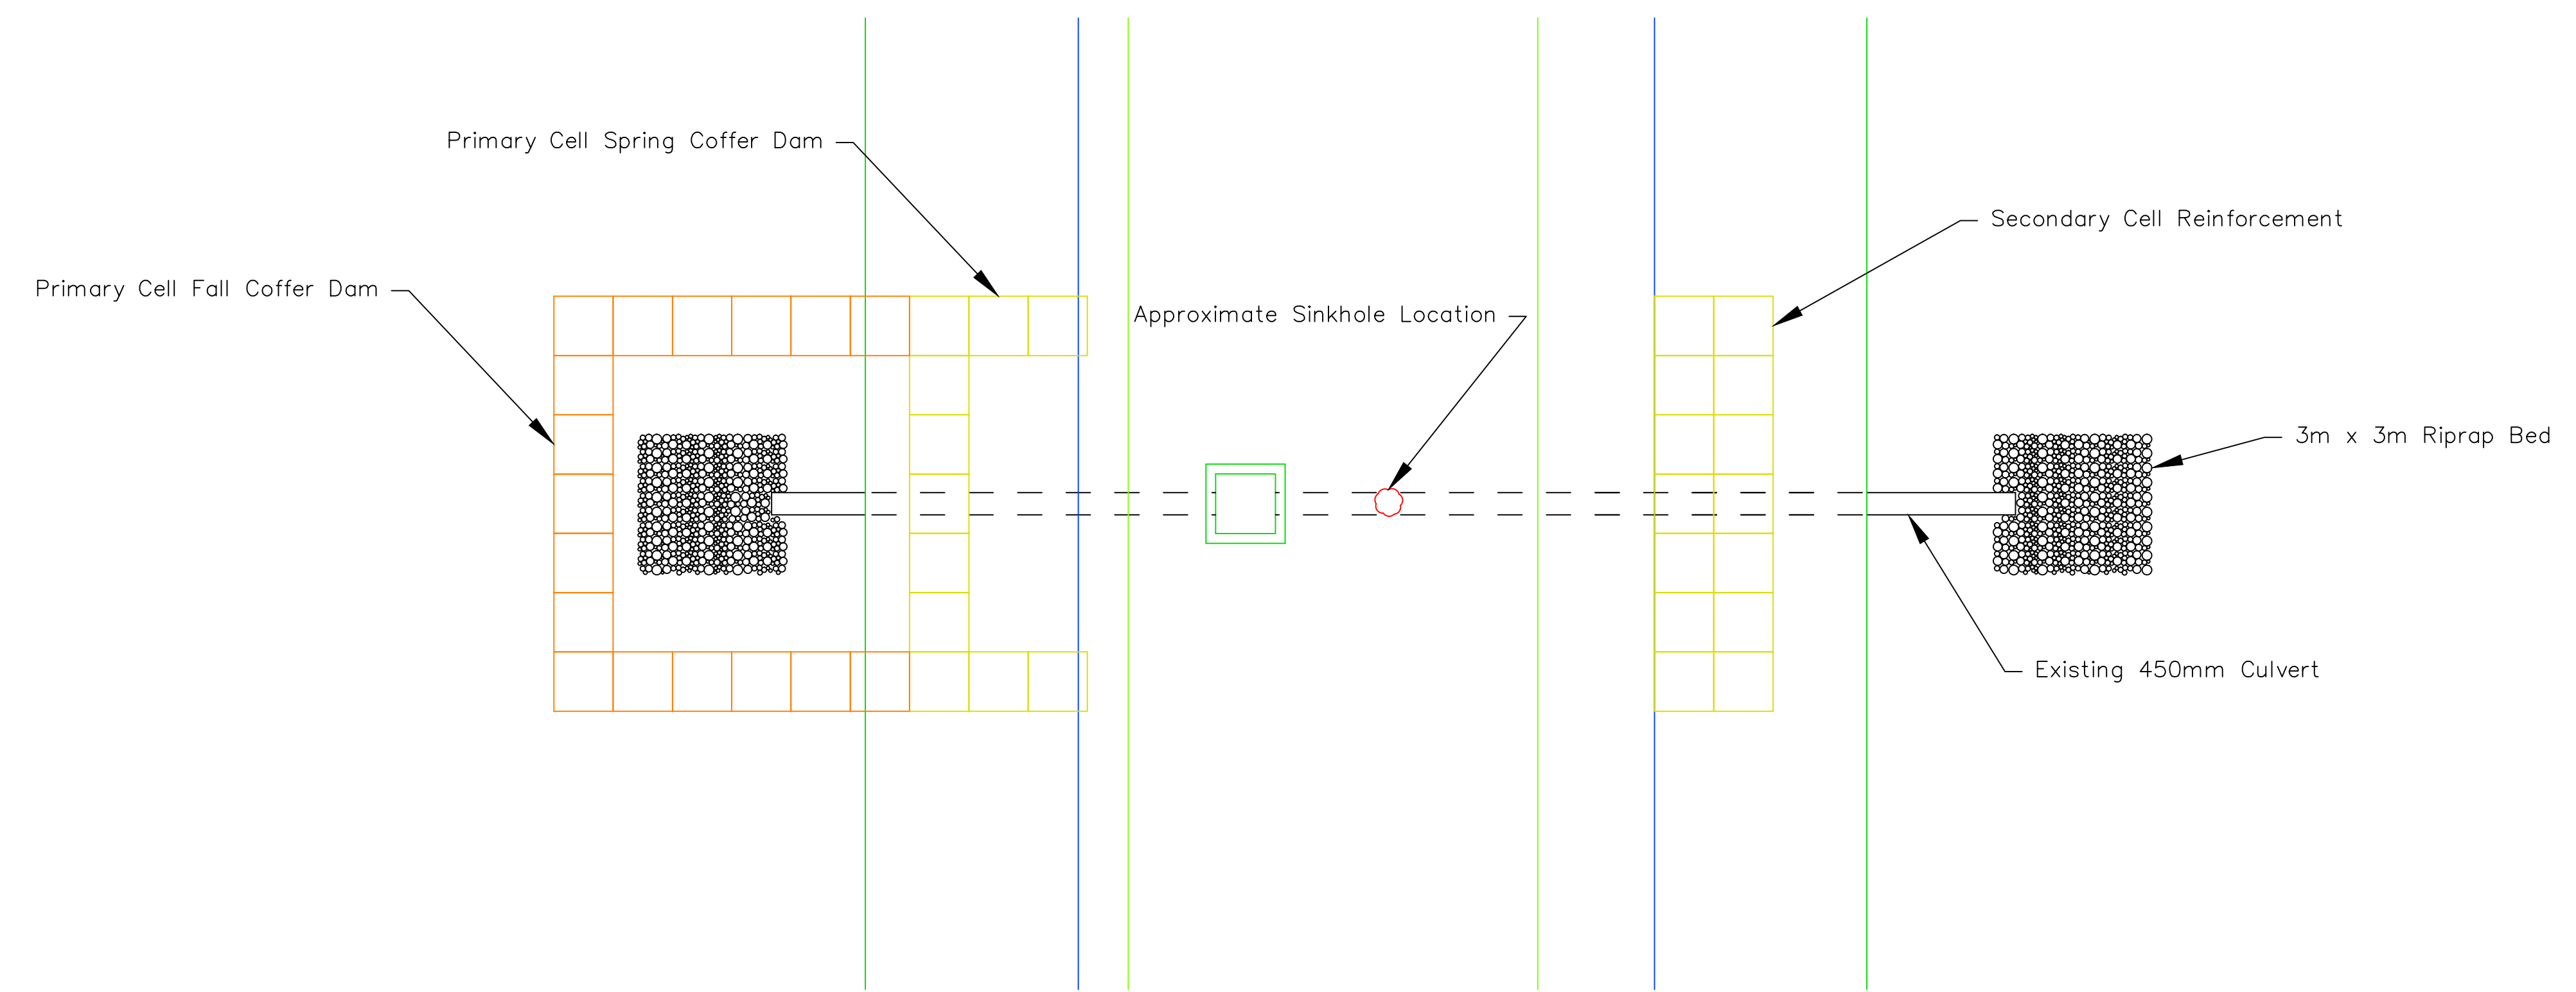 Primary Cell Spring Coffer Dam
Secondary Cell Reinforcement
Primary Cell Fall Coffer Dam
Approximate Sinkhole Location
3m x 3m Riprap Bed
Existing 450mm Culvert